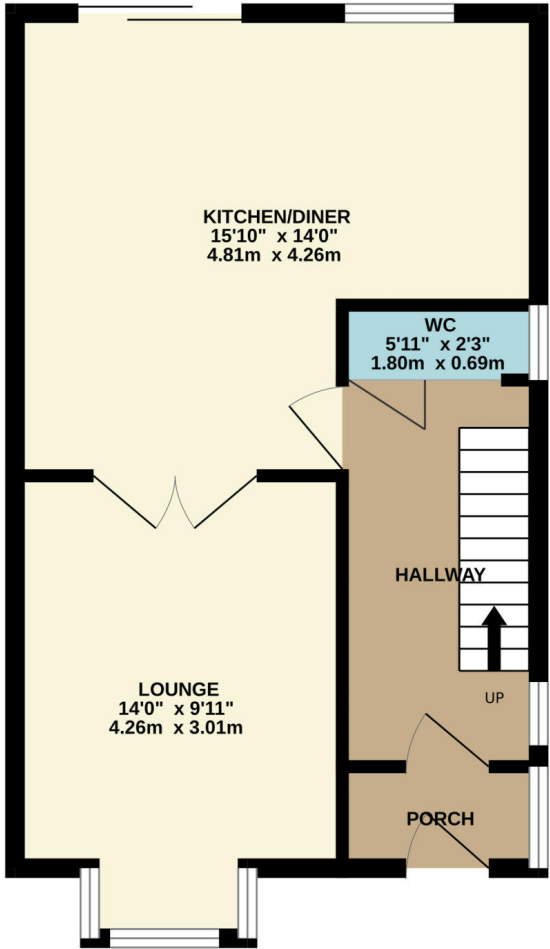 KITCHEN/DINER
15'10" x 14'0"
4.81m x 4.26m
WC
5'11" x 2'3"
1.80m x 0.69m
HALLWAY
LOUNGE
14'0" x 9'11"
4.26m x 3.01m
UP
PORCH